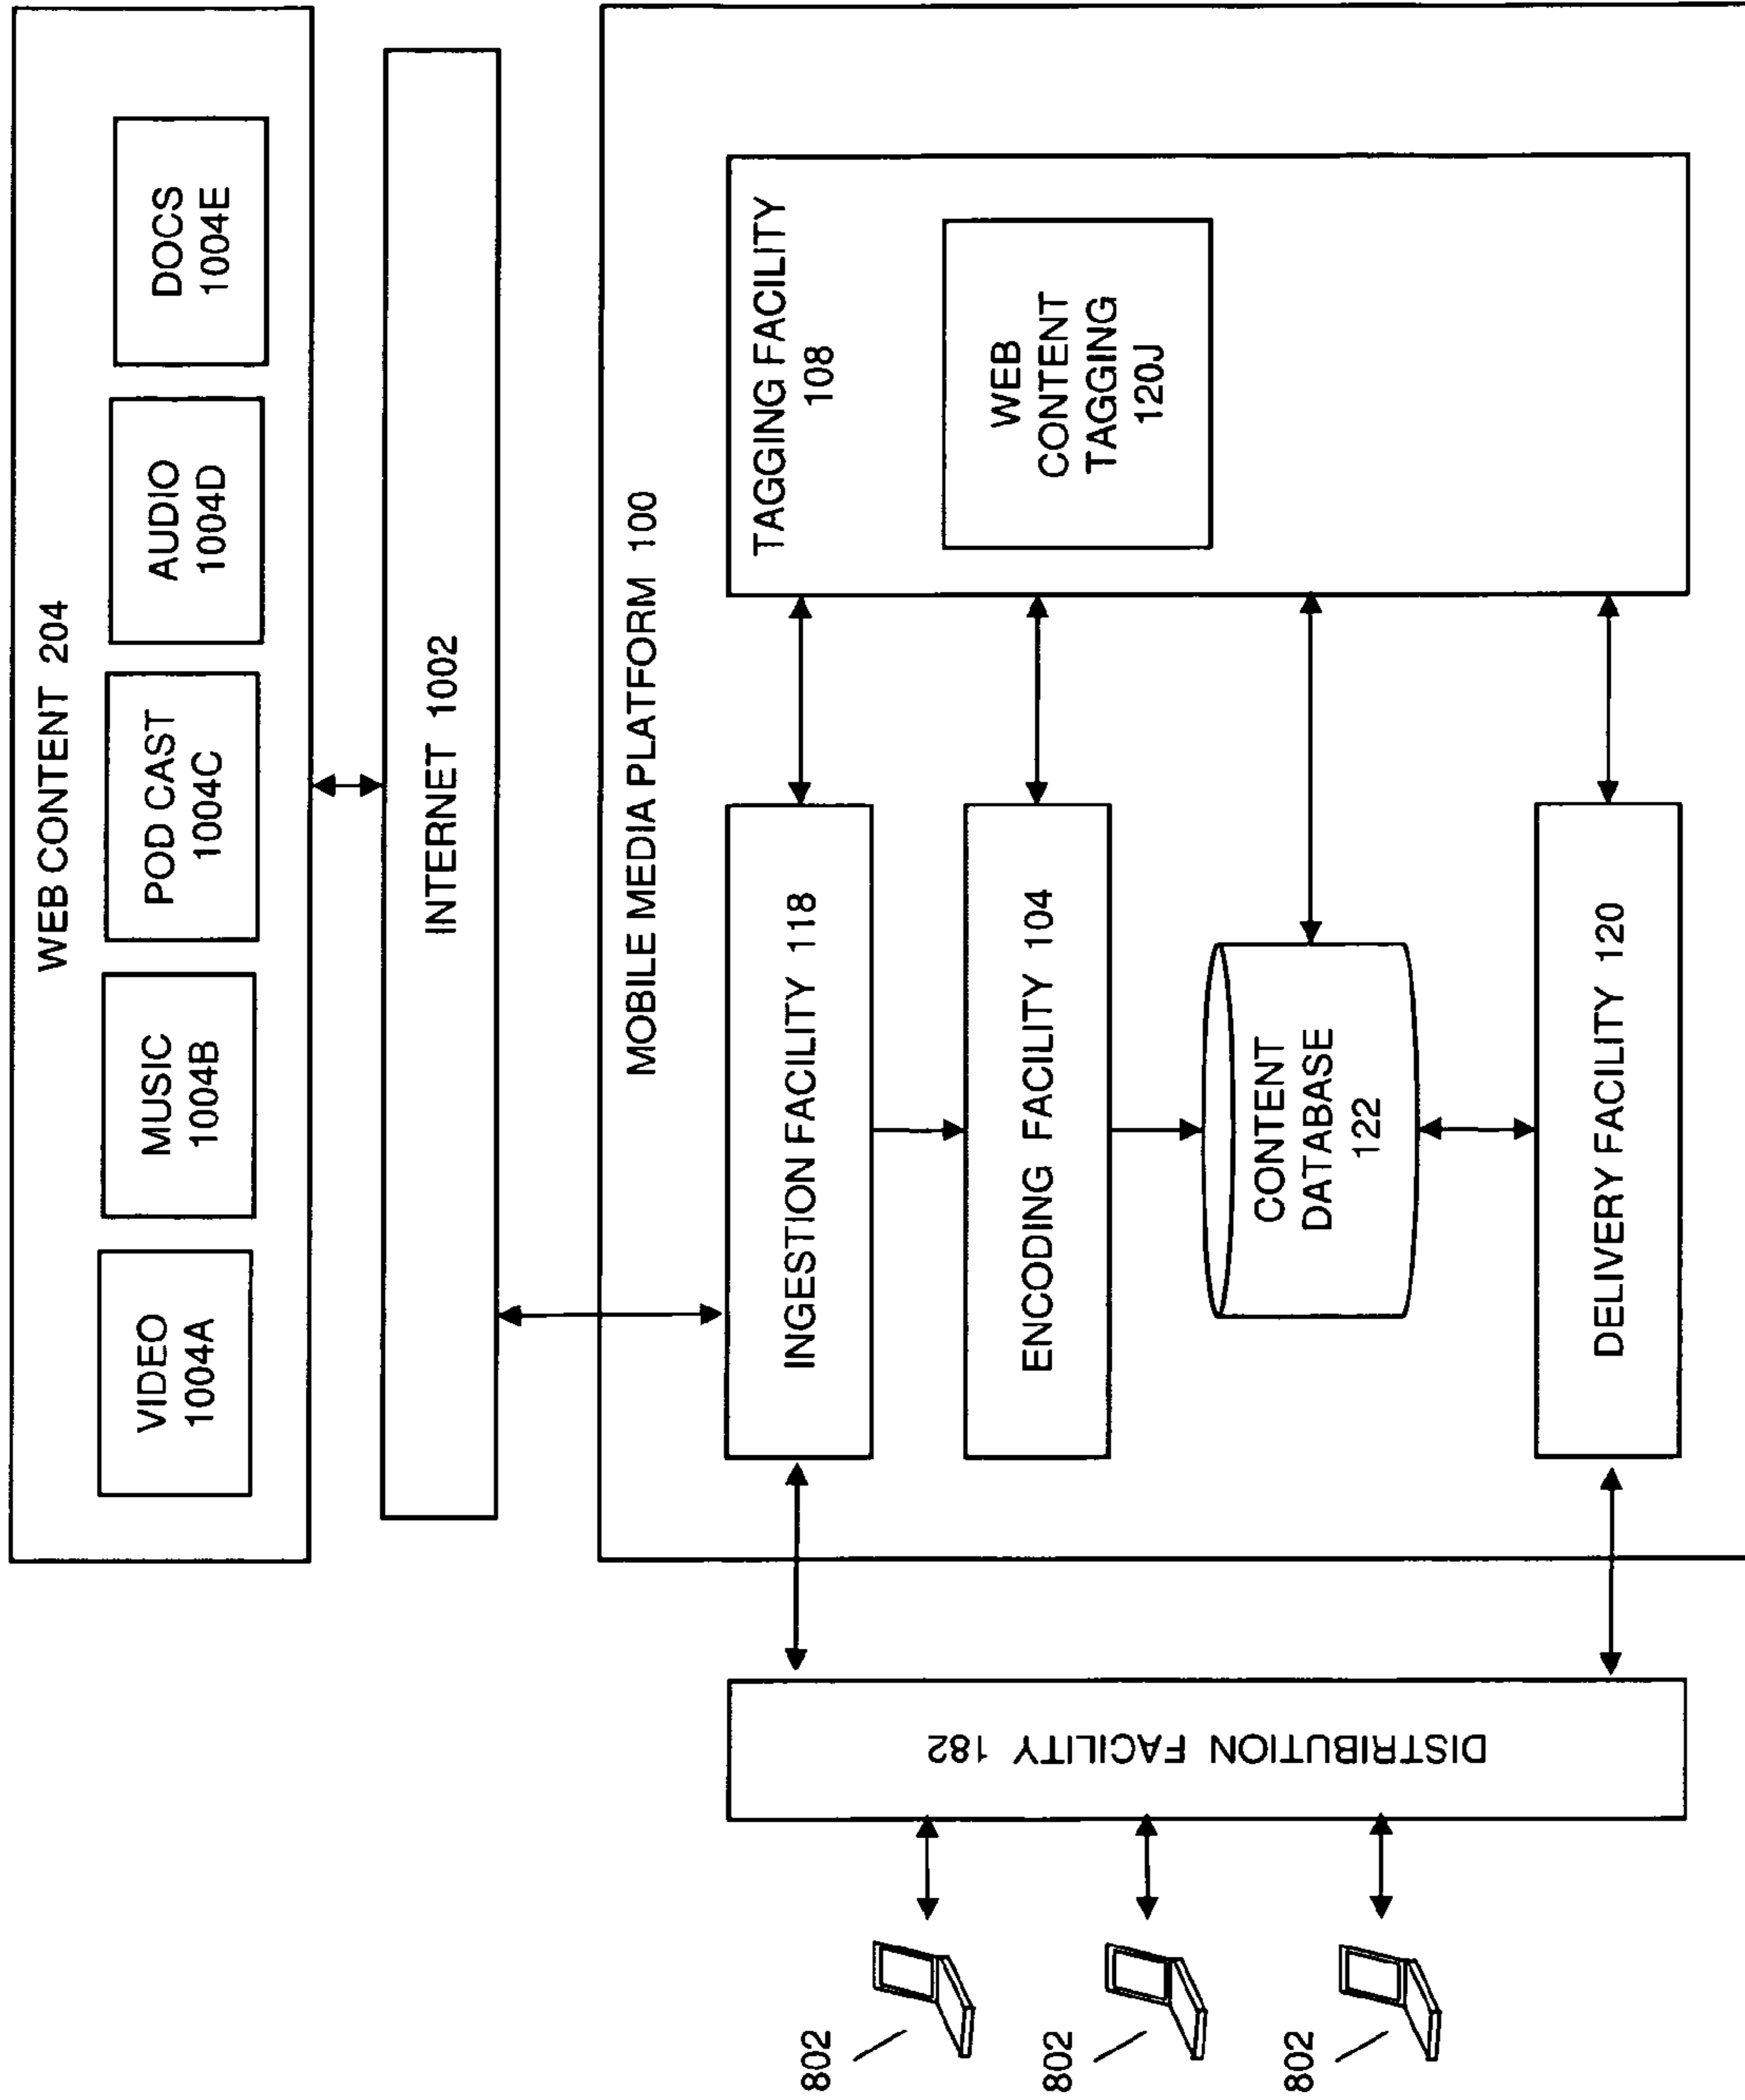 WEB CONTENT 204
VIDEO
1004A
MUSIC
1004B
POD CAST
1004C
AUDIO
1004D
DOCS
1004E
INTERNET 1002
MOBILE MEDIA PLATFORM 100
INGESTION FACILITY 118
ENCODING FACILITY 104
CONTENT
DATABASE
122
DELIVERY FACILITY 120
TAGGING FACILITY
108
WEB
CONTENT
TAGGING
120J
DISTRIBUTION FACILITY 182
802
802
802